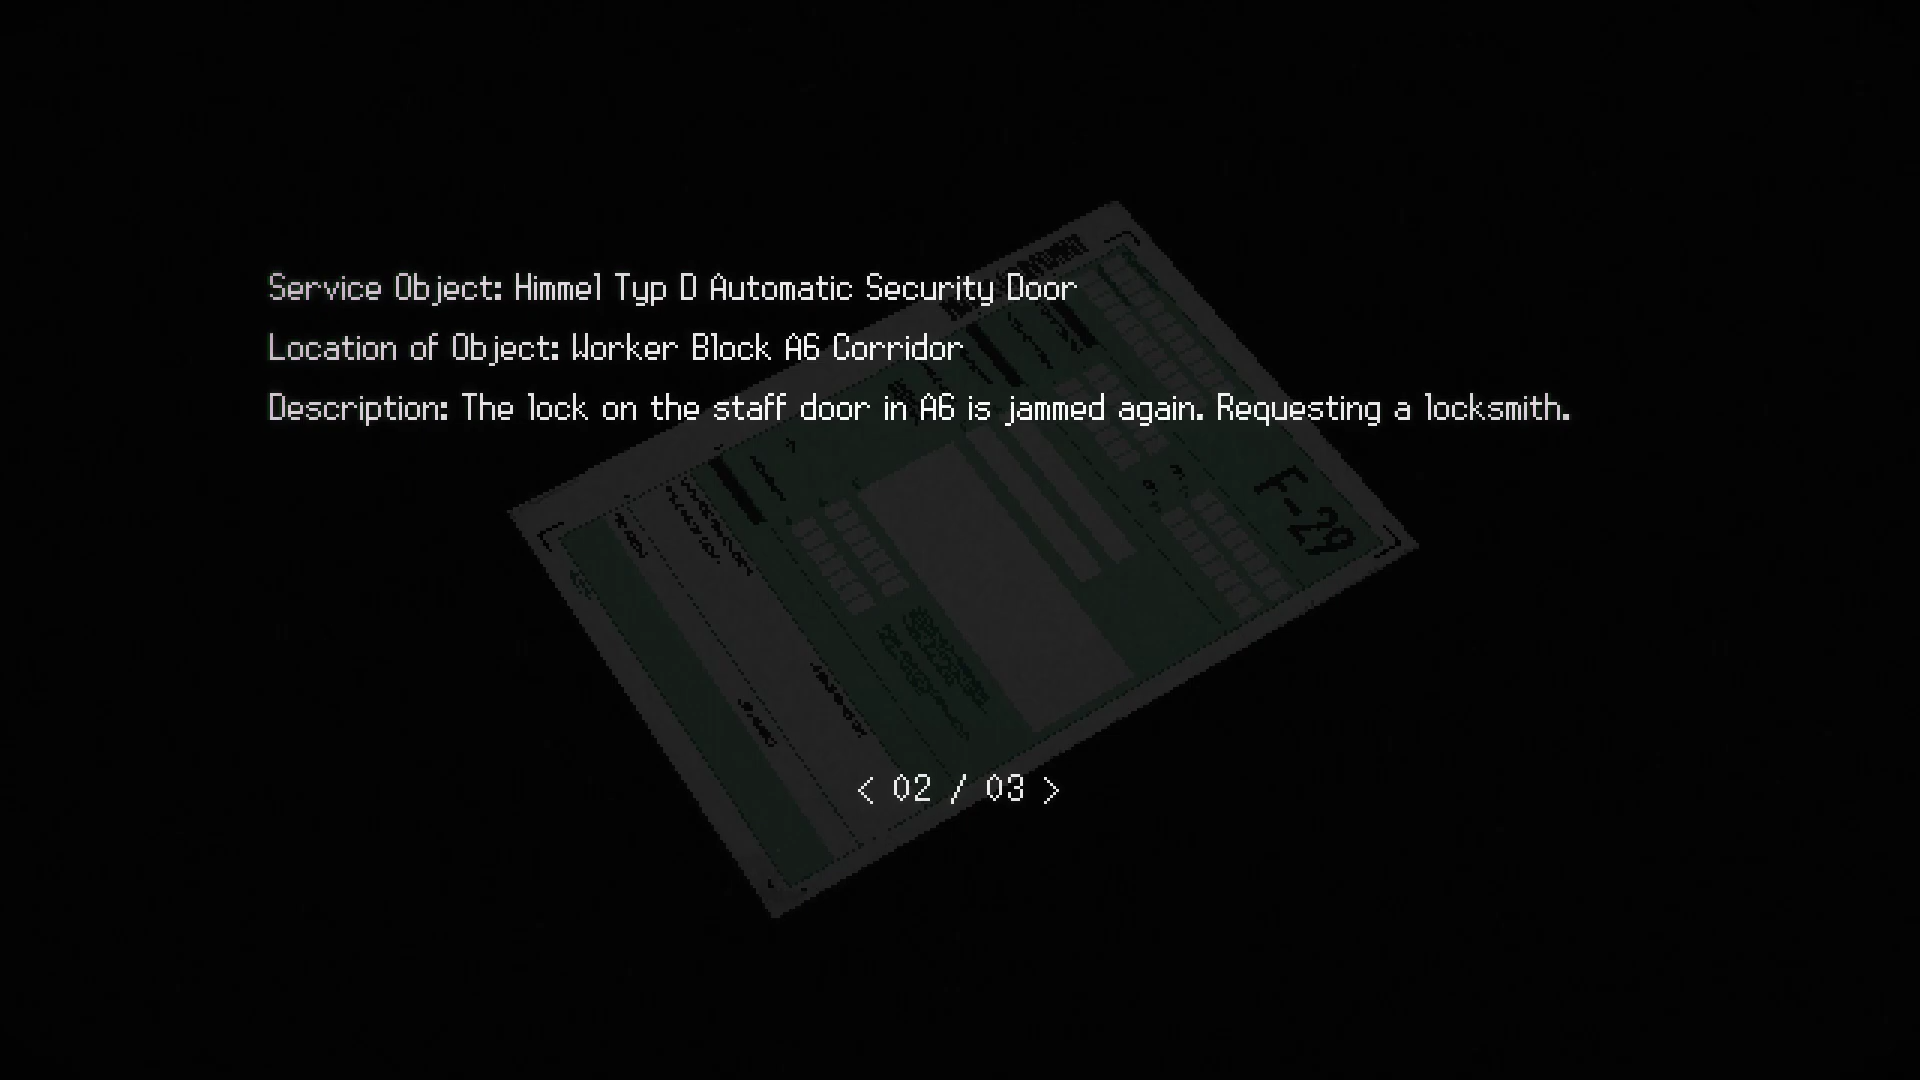 Service Object: Himmel Typ D Automatic Security Door
Location of Object: Worker Block A6 Corridor
Description: The lock on the staff door in A6 is jammed again. Requesting a locksmith.
F-29
< 02 / 03 >